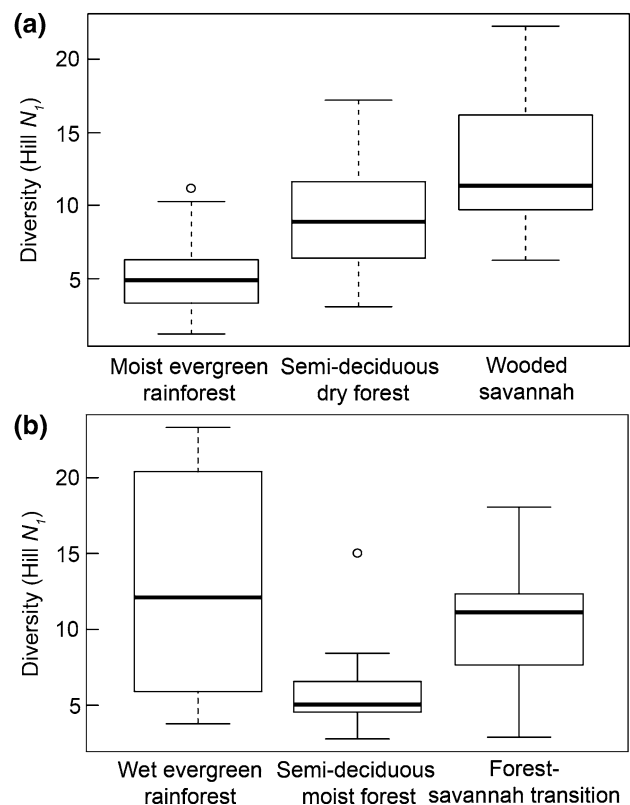 (a)
Diversity (Hill N₁)
20
15
10
5
Moist evergreen
rainforest
Semi-deciduous
dry forest
Wooded
savannah
(b)
Diversity (Hill N₁)
20
15
10
5
Wet evergreen
rainforest
Semi-deciduous
moist forest
Forest-
savannah transition